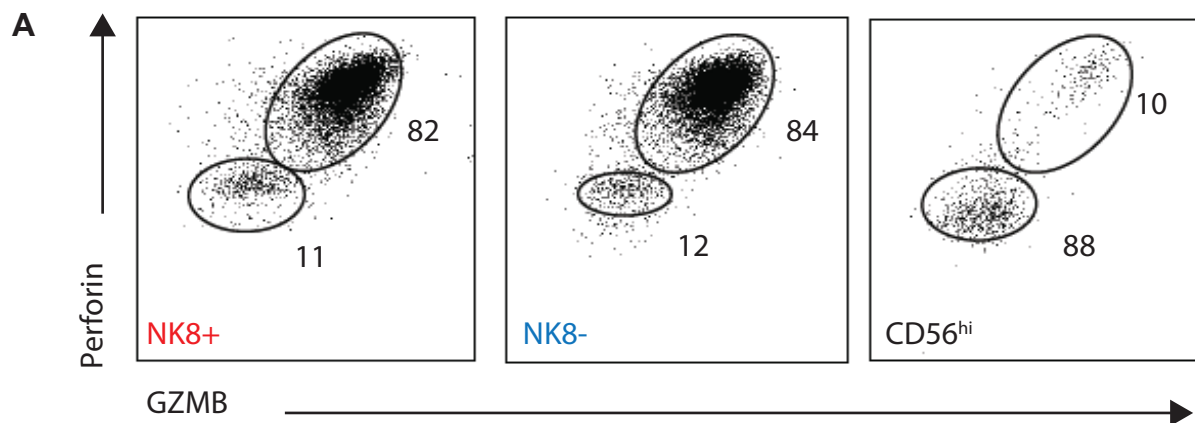 A
Perforin
82
11
NK8+
84
12
NK8-
10
88
CD56hi
GZMB